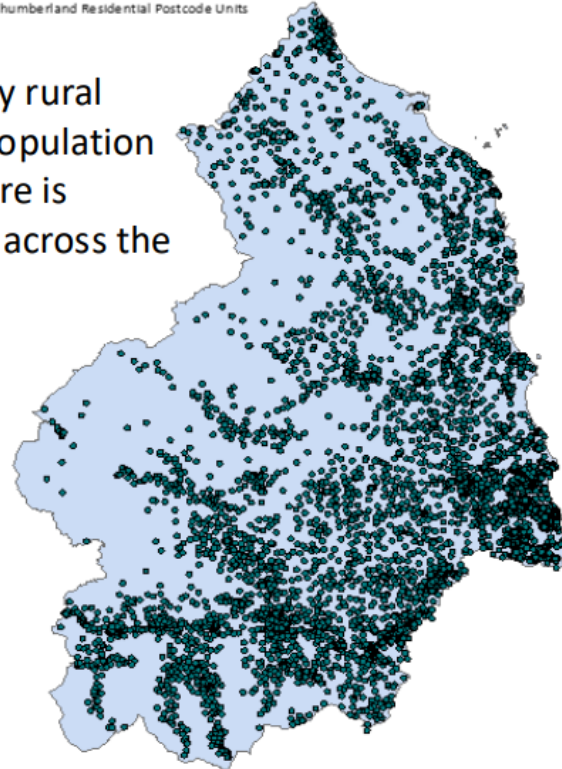 humberland Residential Postcode Units
y rural
opulation
re is
across the